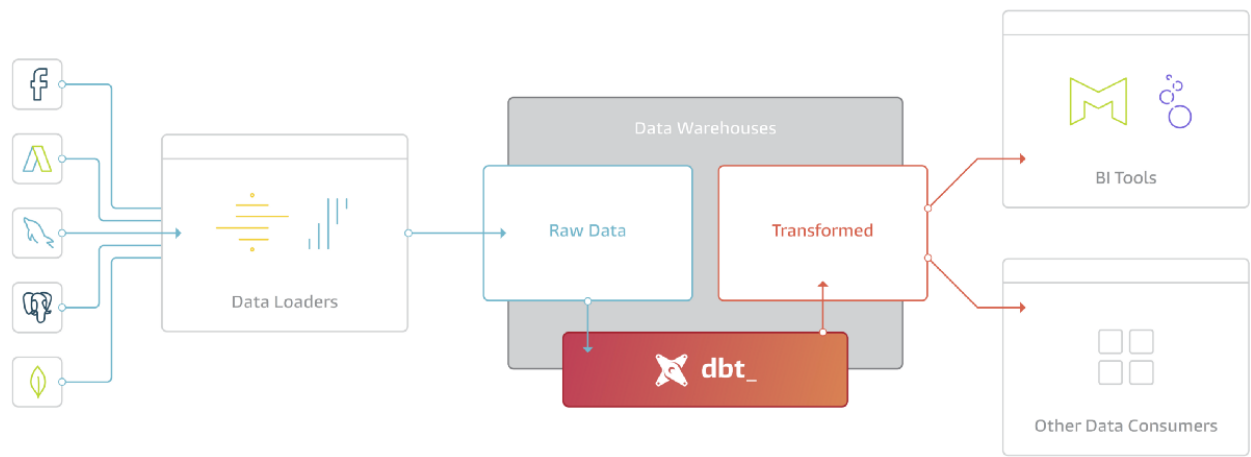 Data Loaders
Data Warehouses
Raw Data
Transformed
dbt_
BI Tools
Other Data Consumers